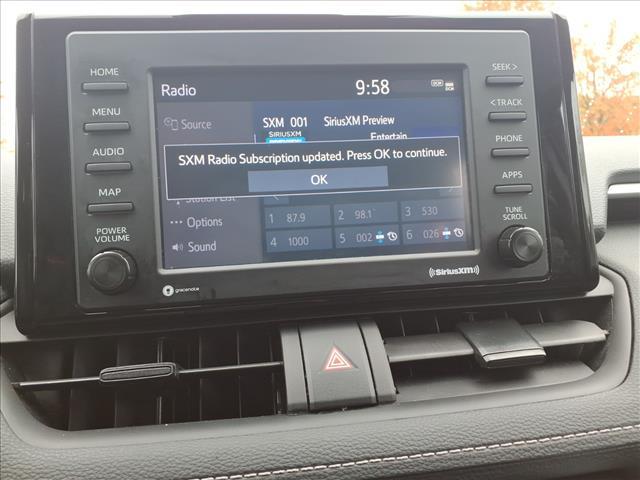 HOME
MENU
AUDIO
MAP
POWER
VOLUME
gracenote
Radio
9:58
DCM
Source
SXM 001 SiriusXM Preview
SIRIUSXM
Entertain
SXM Radio Subscription updated. Press OK to continue.
OK
Station List
1 87.9 2 98.1 3 530
Options
4 1000 5 002 6 026
Sound
SEEK >
< TRACK
PHONE
APPS
TUNE
SCROLL
((SiriusXM))